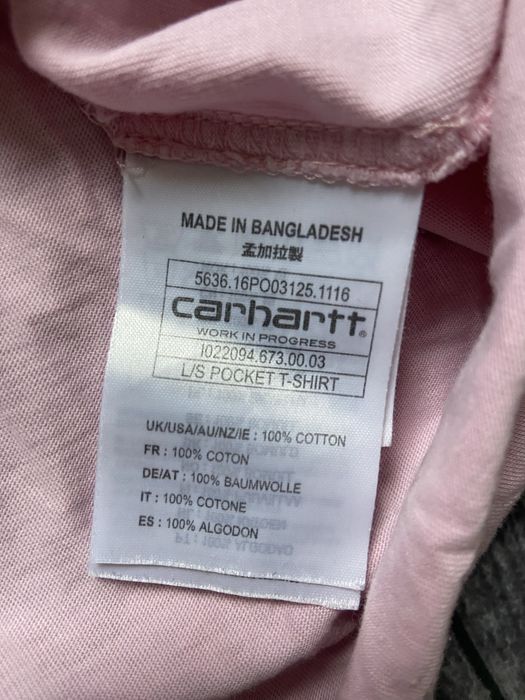 MADE IN BANGLADESH
孟加拉製
5636.16PO03125.1116
carhartt®
WORK IN PROGRESS
I022094.673.00.03
L/S POCKET T-SHIRT
UK/USA/AU/NZ/IE : 100% COTTON
FR : 100% COTON
DE/AT : 100% BAUMWOLLE
IT : 100% COTONE
ES : 100% ALGODON